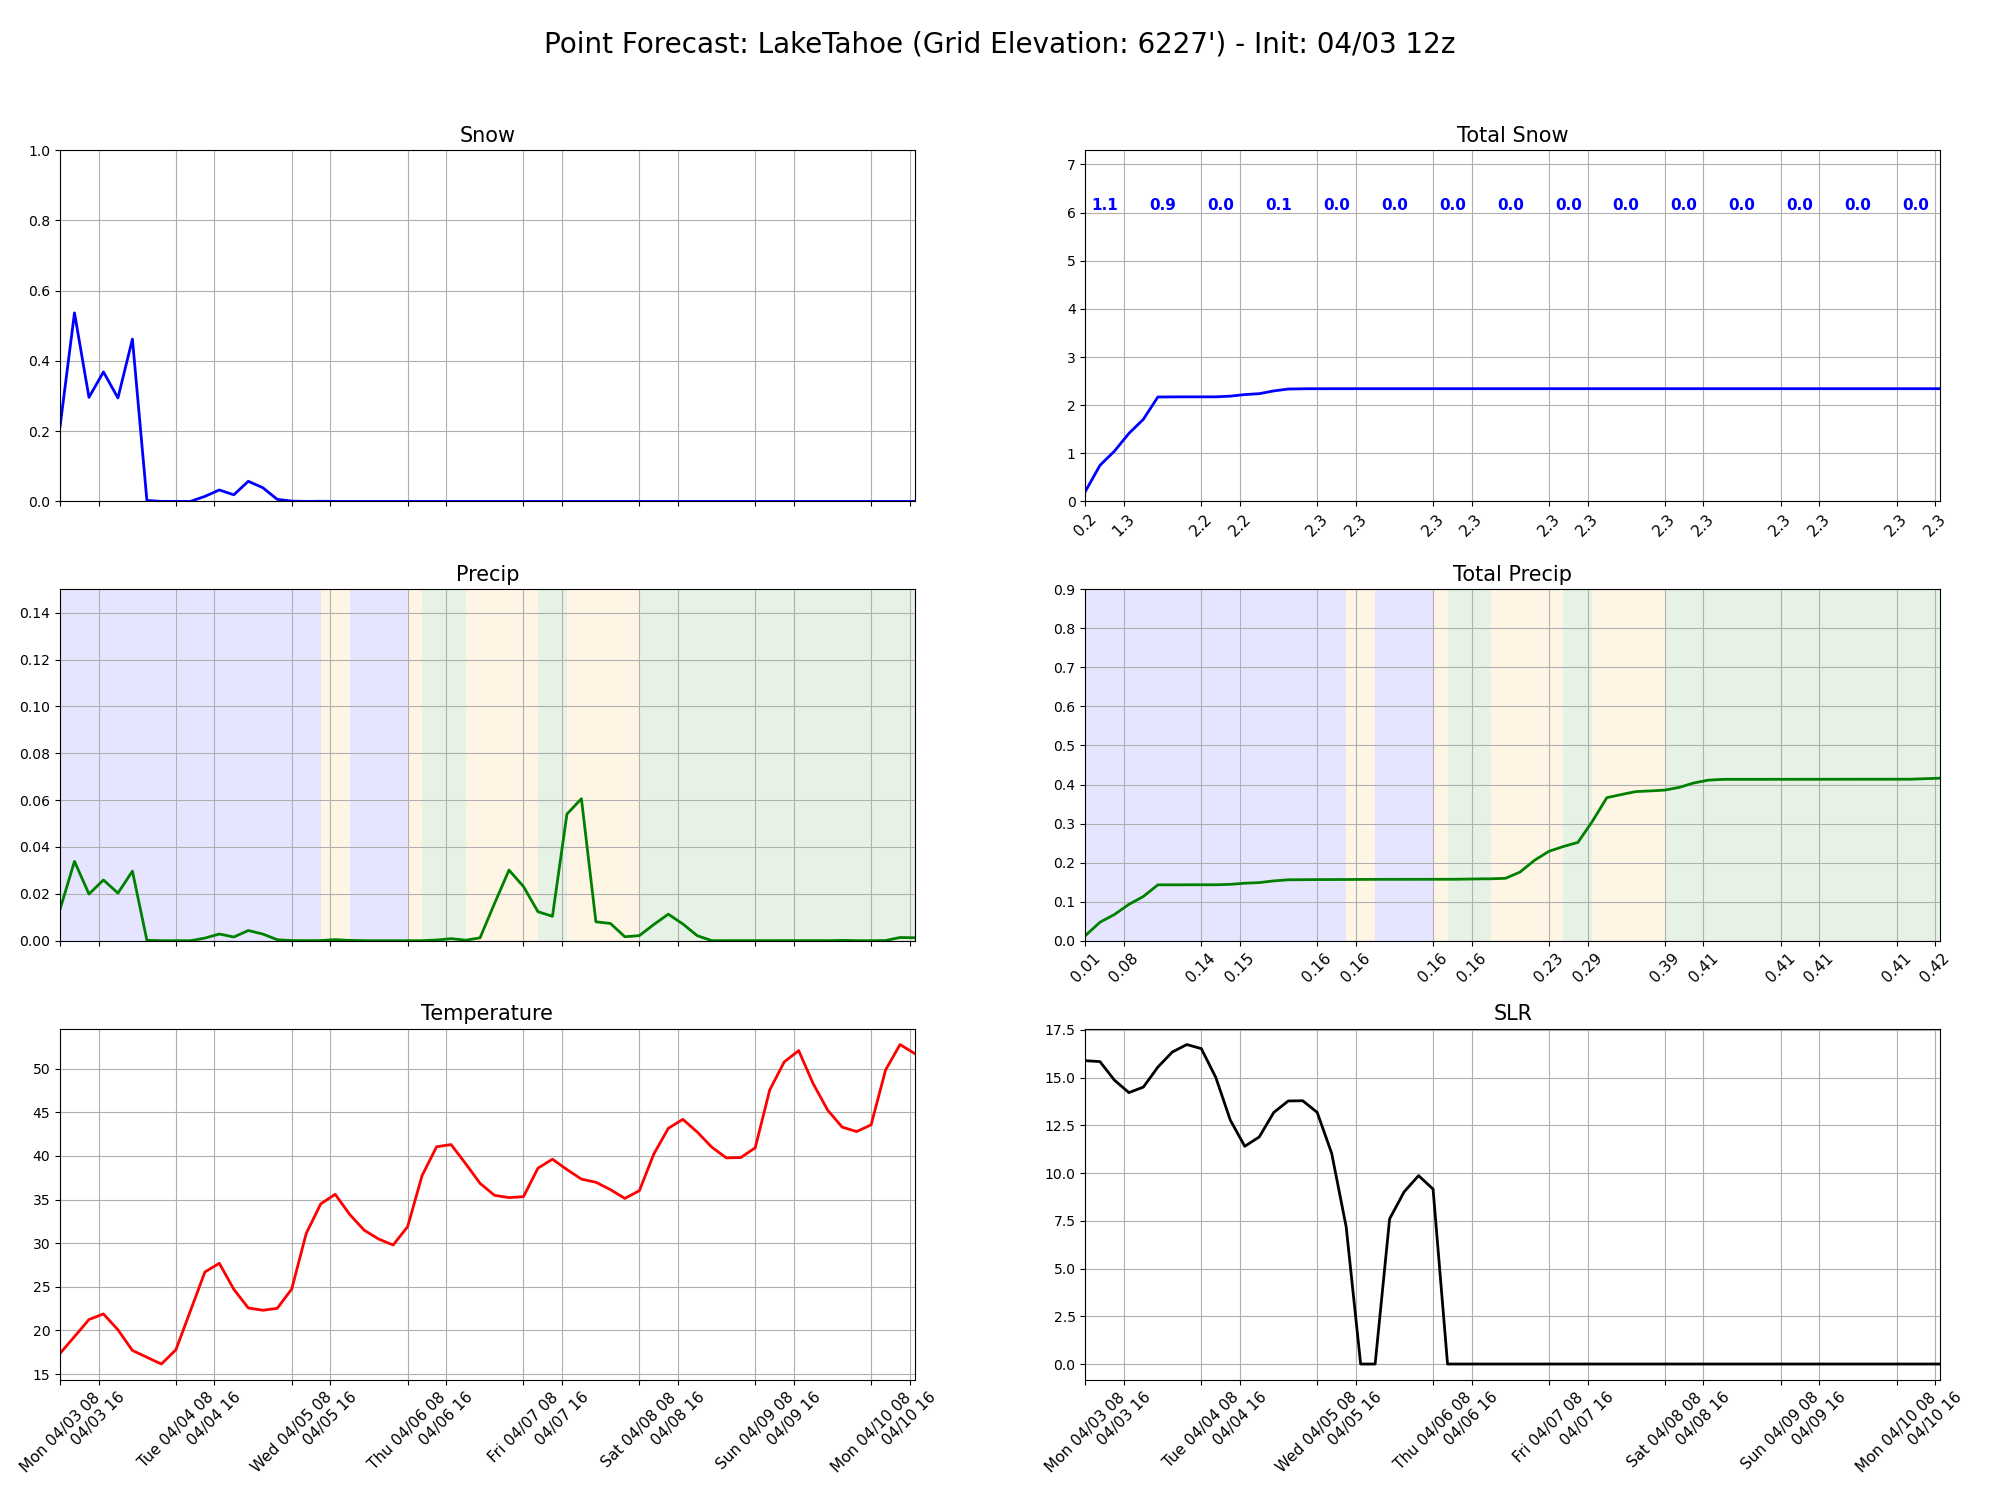 Point Forecast: LakeTahoe (Grid Elevation: 6227') - Init: 04/03 12z
Snow
1.0
0.8
0.6
0.4
0.2
0.0
Total Snow
7
6
5
4
3
2
1
0
1.1 0.9 0.0 0.1 0.0 0.0 0.0 0.0 0.0 0.0 0.0 0.0 0.0 0.0 0.0
0.2 1.3 2.2 2.2 2.3 2.3 2.3 2.3 2.3 2.3 2.3 2.3 2.3 2.3 2.3 2.3
Precip
0.14
0.12
0.10
0.08
0.06
0.04
0.02
0.00
Total Precip
0.9
0.8
0.7
0.6
0.5
0.4
0.3
0.2
0.1
0.0
0.01 0.08 0.14 0.15 0.16 0.16 0.16 0.16 0.23 0.29 0.39 0.41 0.41 0.41 0.41 0.42
Temperature
50
45
40
35
30
25
20
15
Mon 04/03 08
04/03 16
Tue 04/04 08
04/04 16
Wed 04/05 08
04/05 16
Thu 04/06 08
04/06 16
Fri 04/07 08
04/07 16
Sat 04/08 08
04/08 16
Sun 04/09 08
04/09 16
Mon 04/10 08
04/10 16
SLR
17.5
15.0
12.5
10.0
7.5
5.0
2.5
0.0
Mon 04/03 08
04/03 16
Tue 04/04 08
04/04 16
Wed 04/05 08
04/05 16
Thu 04/06 08
04/06 16
Fri 04/07 08
04/07 16
Sat 04/08 08
04/08 16
Sun 04/09 08
04/09 16
Mon 04/10 08
04/10 16